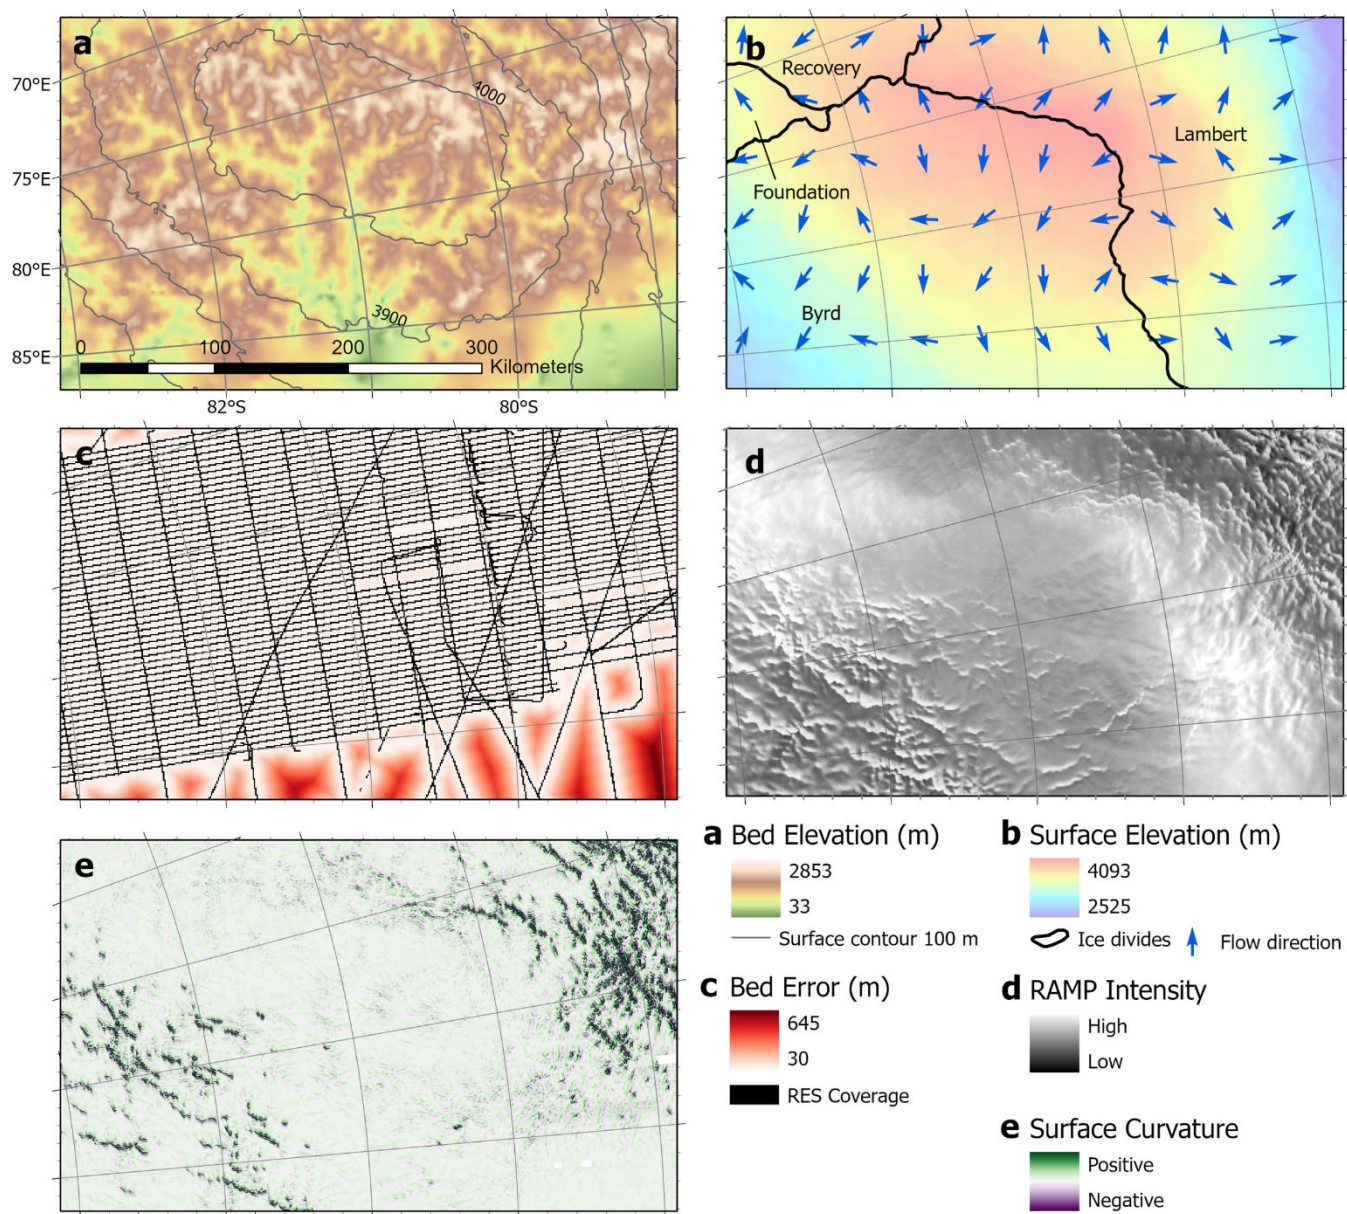 a
70°E
75°E
80°E
85°E
4000
3900
0 100 200 300
Kilometers
82°S 80°S
b
Recovery
Lambert
Foundation
Byrd
c
d
e
a Bed Elevation (m)
2853
33
Surface contour 100 m
b Surface Elevation (m)
4093
2525
Ice divides
Flow direction
c Bed Error (m)
645
30
RES Coverage
d RAMP Intensity
High
Low
e Surface Curvature
Positive
Negative